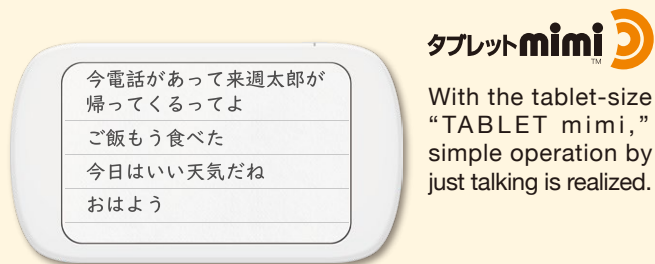 今電話があって来週太郎が
帰ってくるってよ
ご飯もう食べた
今日はいい天気だね
おはよう
タブレットmimi
TM
With the tablet-size
“TABLET mimi,”
simple operation by
just talking is realized.